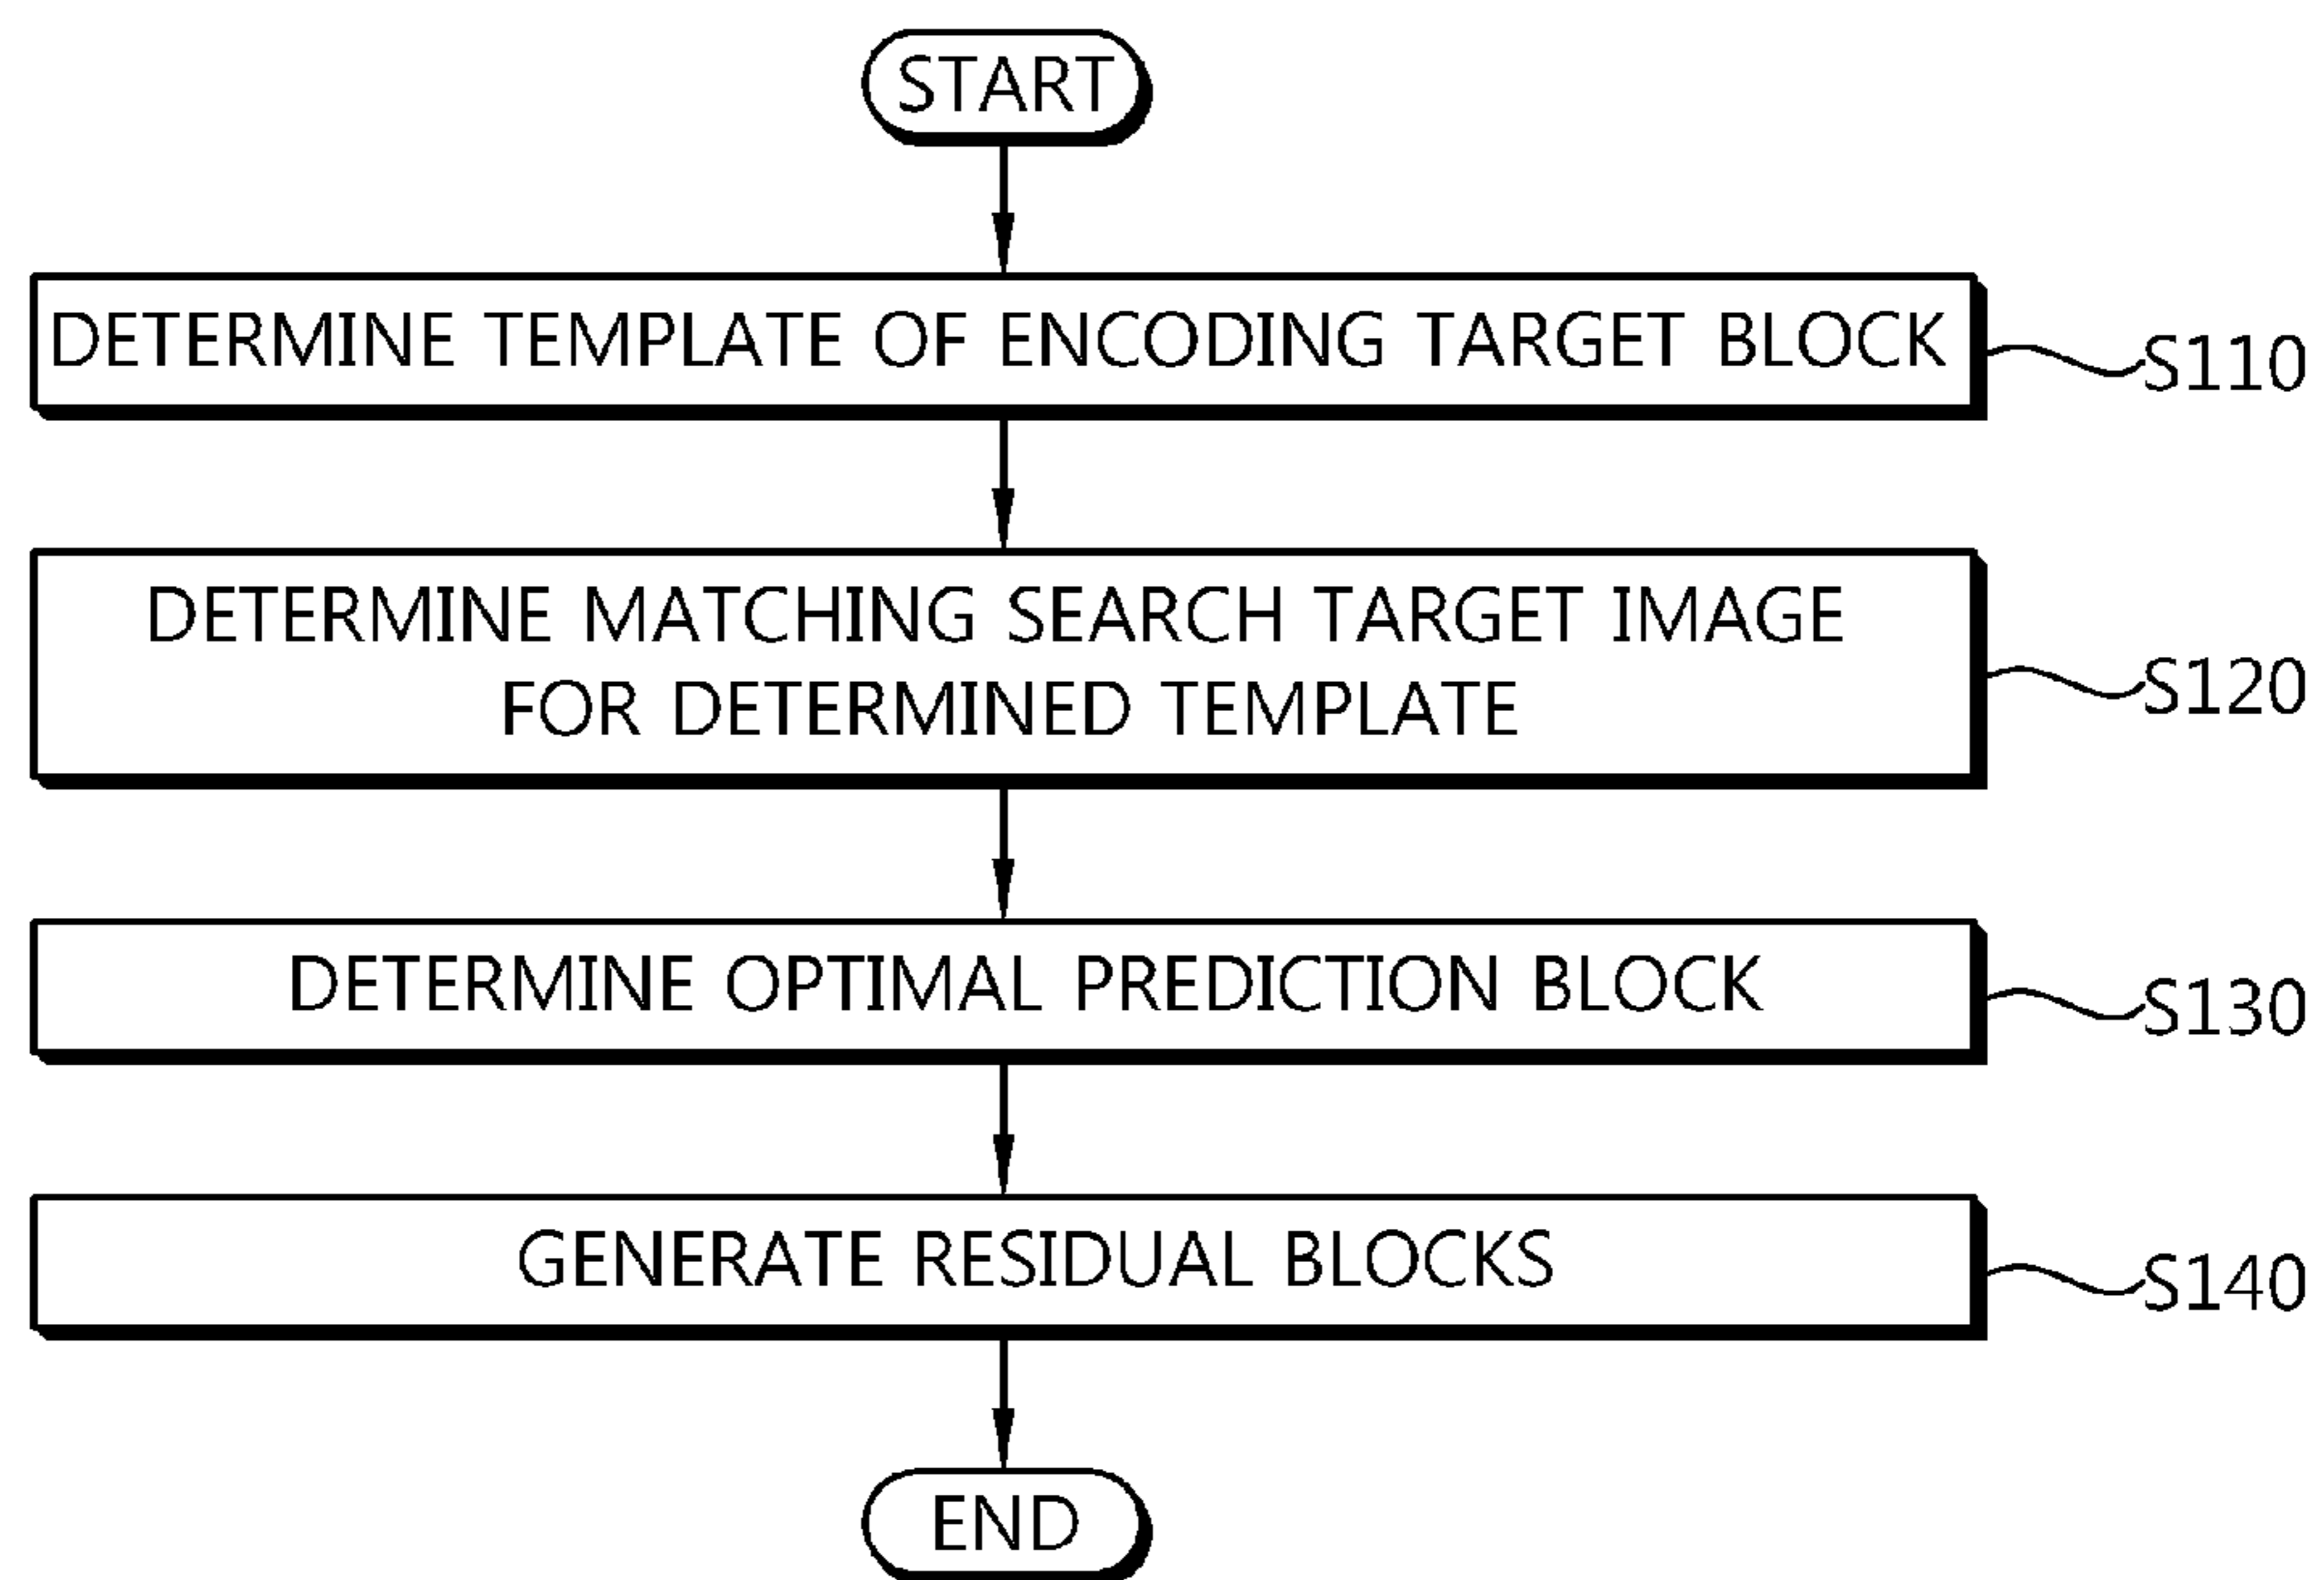 START
DETERMINE TEMPLATE OF ENCODING TARGET BLOCK
S110
DETERMINE MATCHING SEARCH TARGET IMAGE
FOR DETERMINED TEMPLATE
S120
DETERMINE OPTIMAL PREDICTION BLOCK
S130
GENERATE RESIDUAL BLOCKS
S140
END